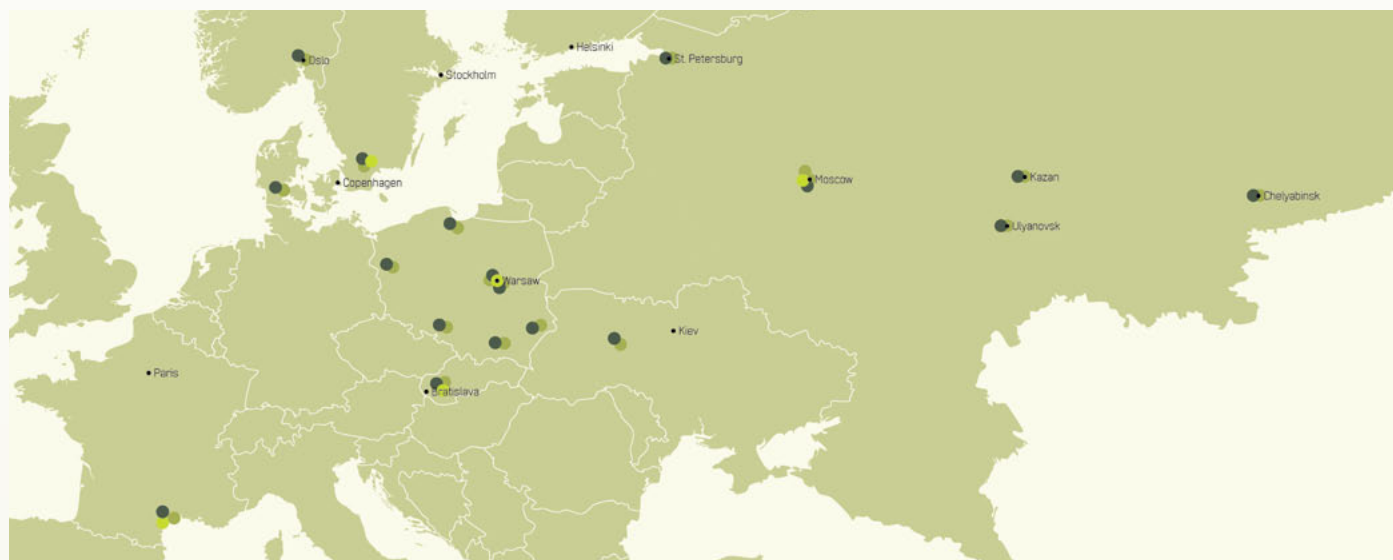 Helsinki
Oslo
St. Petersburg
Stockholm
Kazan
Moscow
Copenhagen
Chelyabinsk
Ulyanovsk
Warsaw
Kiev
Paris
Bratislava